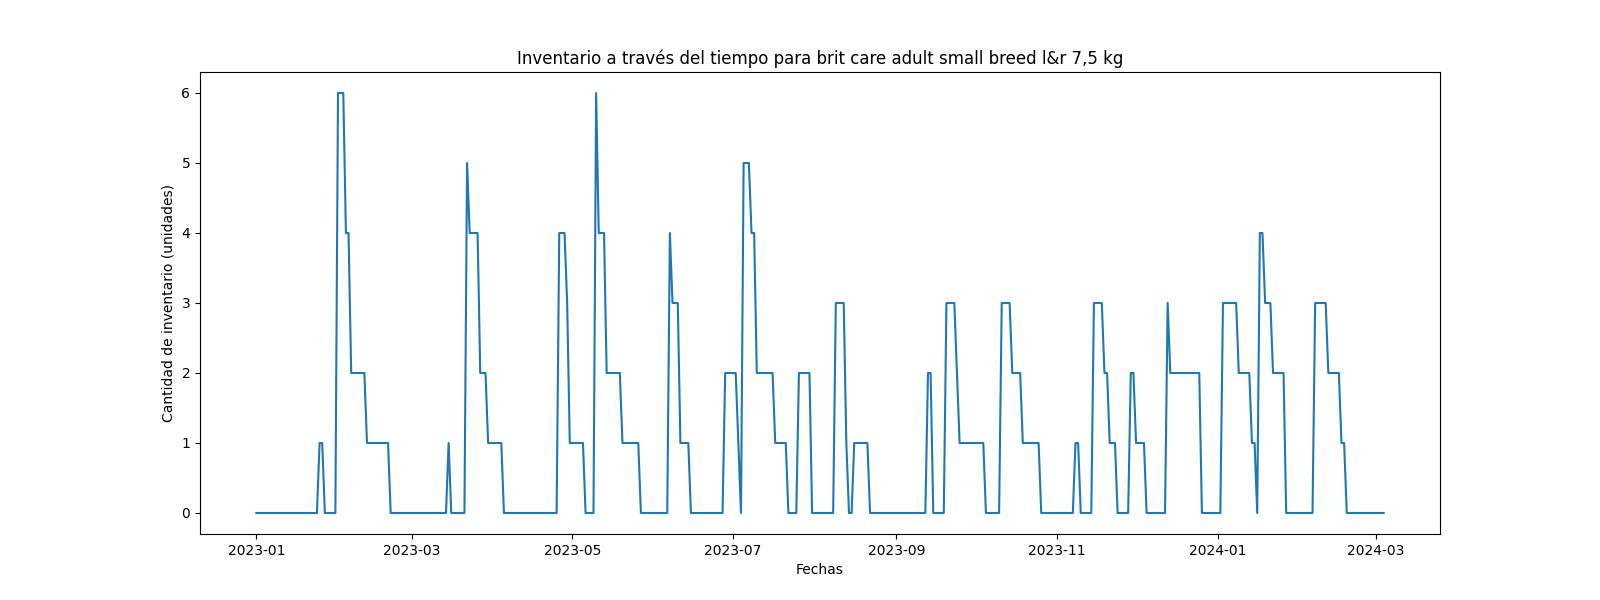 Inventario a través del tiempo para brit care adult small breed l&r 7,5 kg
Cantidad de inventario (unidades)
6
5
4
3
2
1
0
2023-01 2023-03 2023-05 2023-07 2023-09 2023-11 2024-01 2024-03
Fechas